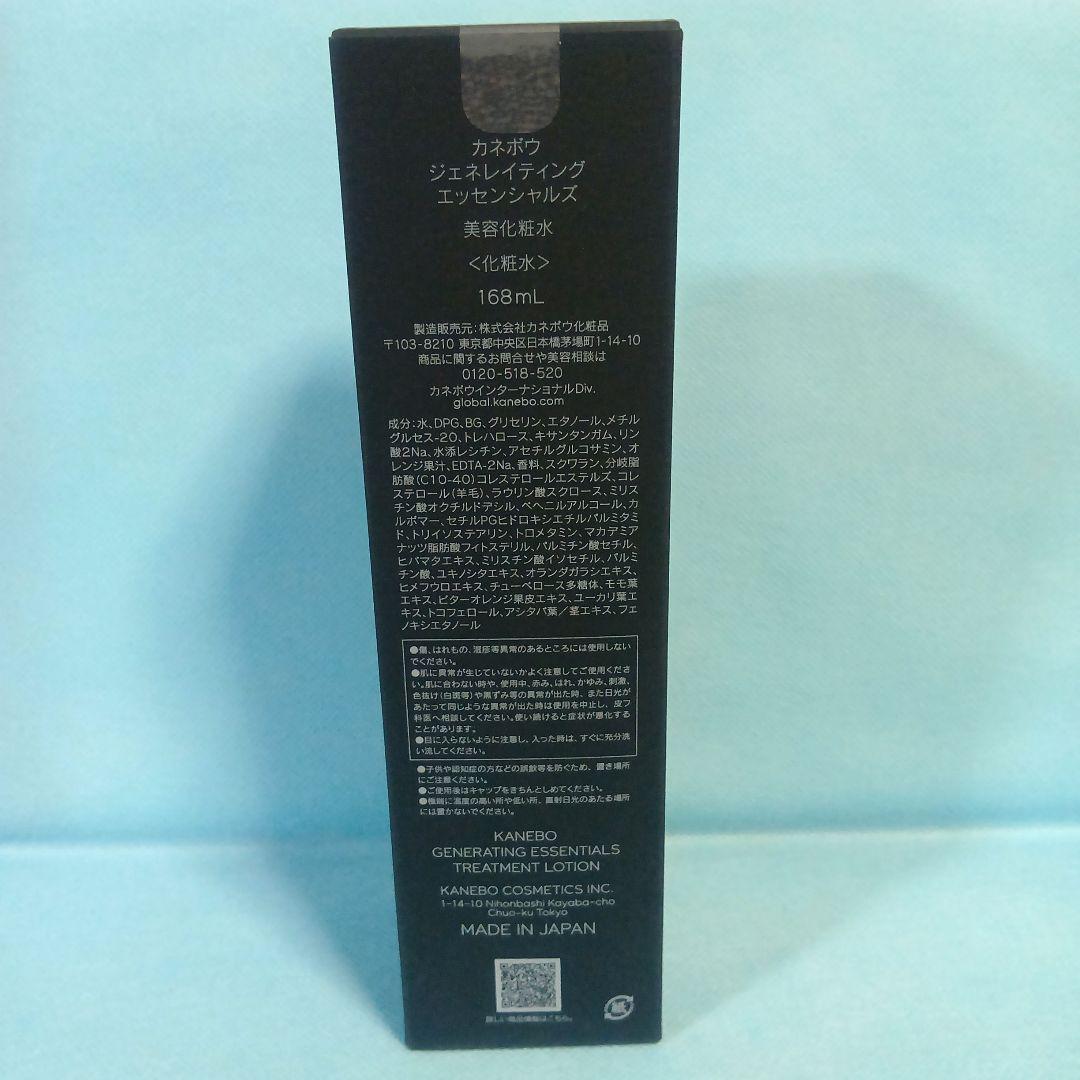 カネボウ
ジェネレイティング
エッセンシャルズ
美容化粧水
<化粧水>
168mL
製造販売元:株式会社カネボウ化粧品
〒103-8210 東京都中央区日本橋茅場町1-14-10
商品に関するお問合せや美容相談は
0120-518-520
カネボウインターナショナルDiv.
global.kanebo.com
成分:水、DPG、BG、グリセリン、エタノール、メチル
グルセス-20、トレハロース、キサンタンガム、リン
酸2Na、水添レシチン、アセチルグルコサミン、オ
レンジ果汁、EDTA-2Na、香料、スクワラン、分岐脂
肪酸(C10-40)コレステロールエステルズ、コレ
ステロール(羊毛)、ラウリン酸スクロース、ミリス
チン酸オクチルドデシル、ベヘニルアルコール、カ
ルボマー、セチルPGヒドロキシエチルパルミタミ
ド、トリイソステアリン、トロメタミン、マカデミア
ナッツ脂肪酸フィトステリル、パルミチン酸セチル、
ヒバマタエキス、ミリスチン酸イソセチル、パルミ
チン酸、ユキノシタエキス、オランダガラシエキス、
ヒメフウロエキス、チューベロース多糖体、モモ葉
エキス、ビターオレンジ果皮エキス、ユーカリ葉エ
キス、トコフェロール、アシタバ葉/茎エキス、フェ
ノキシエタノール
●傷、はれもの、湿疹等異常のあるところには使用しない
でください。
●肌に異常が生じていないかよく注意してご使用くださ
い。肌に合わない時や、使用中、赤み、はれ、かゆみ、刺激、
色抜け(白斑等)や黒ずみ等の異常が出た時、また日光が
あたって同じような異常が出た時は使用を中止し、皮フ
科医へ相談してください。使い続けると症状が悪化する
ことがあります。
●目に入らないように注意し、入った時は、すぐに充分洗
い流してください。
●子供や認知症の方などの誤飲等を防ぐため、置き場所
にご注意ください。
●ご使用後はキャップをきちんとしめてください。
●極端に温度の高い所や低い所、直射日光のあたる場所
には置かないでください。
KANEBO
GENERATING ESSENTIALS
TREATMENT LOTION
KANEBO COSMETICS INC.
1-14-10 Nihonbashi Kayaba-cho
Chuo-ku Tokyo
MADE IN JAPAN
詳しい商品情報はこちら。
紙